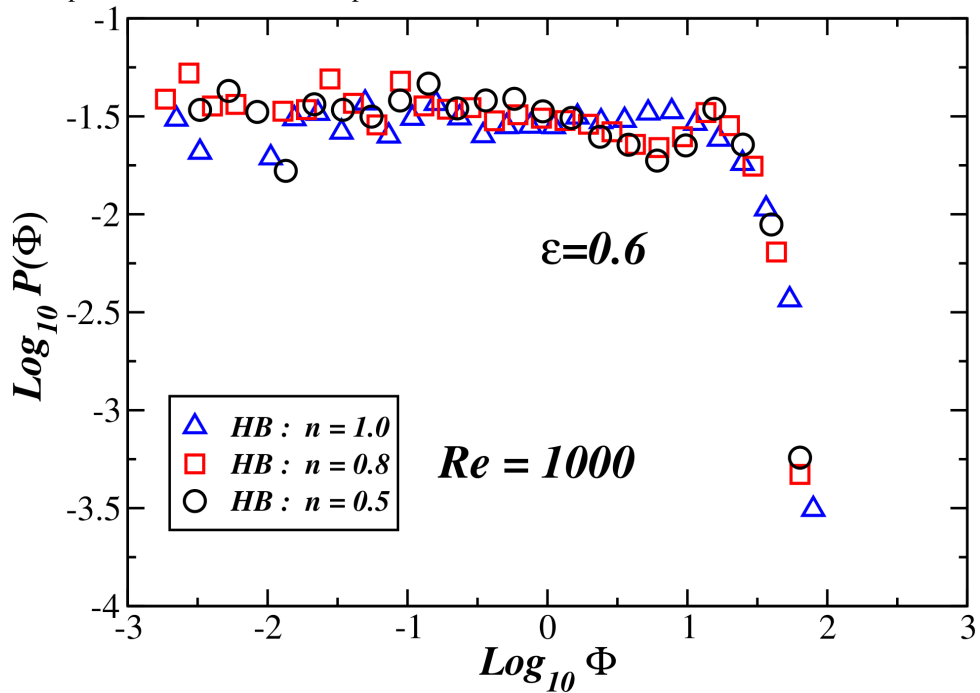 -1
-1.5
-2
-2.5
-3
-3.5
-4
Log10 P(Φ)
ε=0.6
Re = 1000
HB : n = 1.0
HB : n = 0.8
HB : n = 0.5
-3 -2 -1 0 1 2 3
Log10 Φ